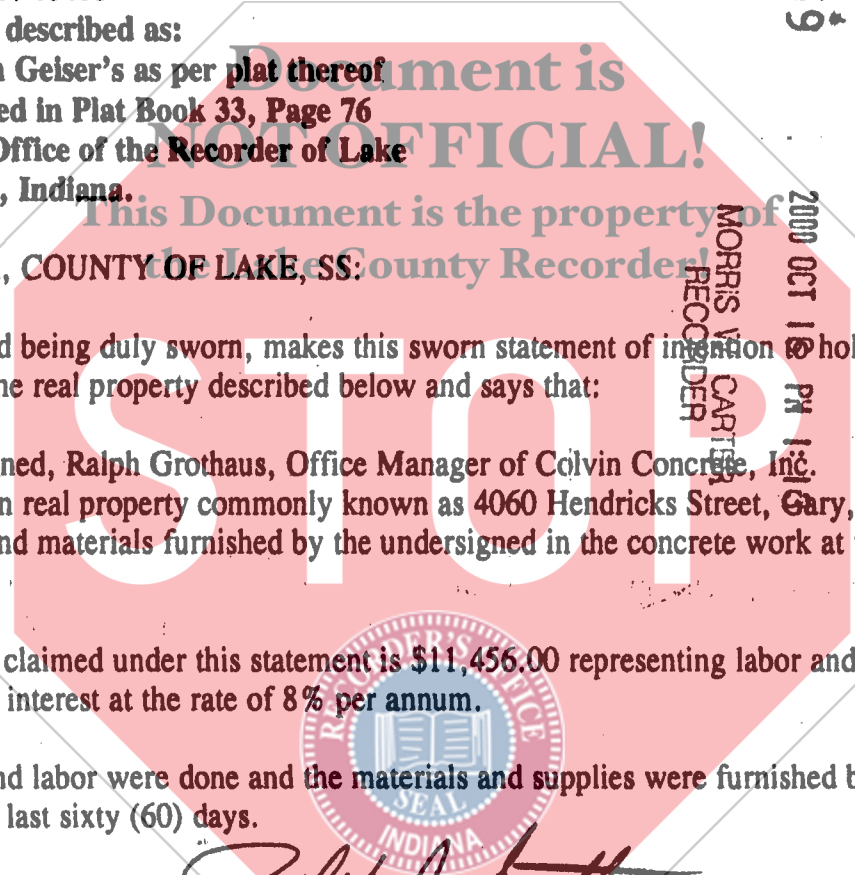 described as:
Geiser's as per plat thereof
ed in Plat Book 33, Page 76
Office of the Recorder of Lake
, Indiana.
Document is
NOT OFFICIAL!
This Document is the property of
the Lake County Recorder!
, COUNTY OF LAKE, SS:
2000 OCT 18 PM
MORRIS W. CARTER
RECORDER
d being duly sworn, makes this sworn statement of intention to hol
he real property described below and says that:
ned, Ralph Grothaus, Office Manager of Colvin Concrete, Inc.
n real property commonly known as 4060 Hendricks Street, Gary,
nd materials furnished by the undersigned in the concrete work at
STOP
claimed under this statement is $11,456.00 representing labor and
interest at the rate of 8% per annum.
nd labor were done and the materials and supplies were furnished b
last sixty (60) days.
RECORDER'S OFFICE
SEAL
INDIANA